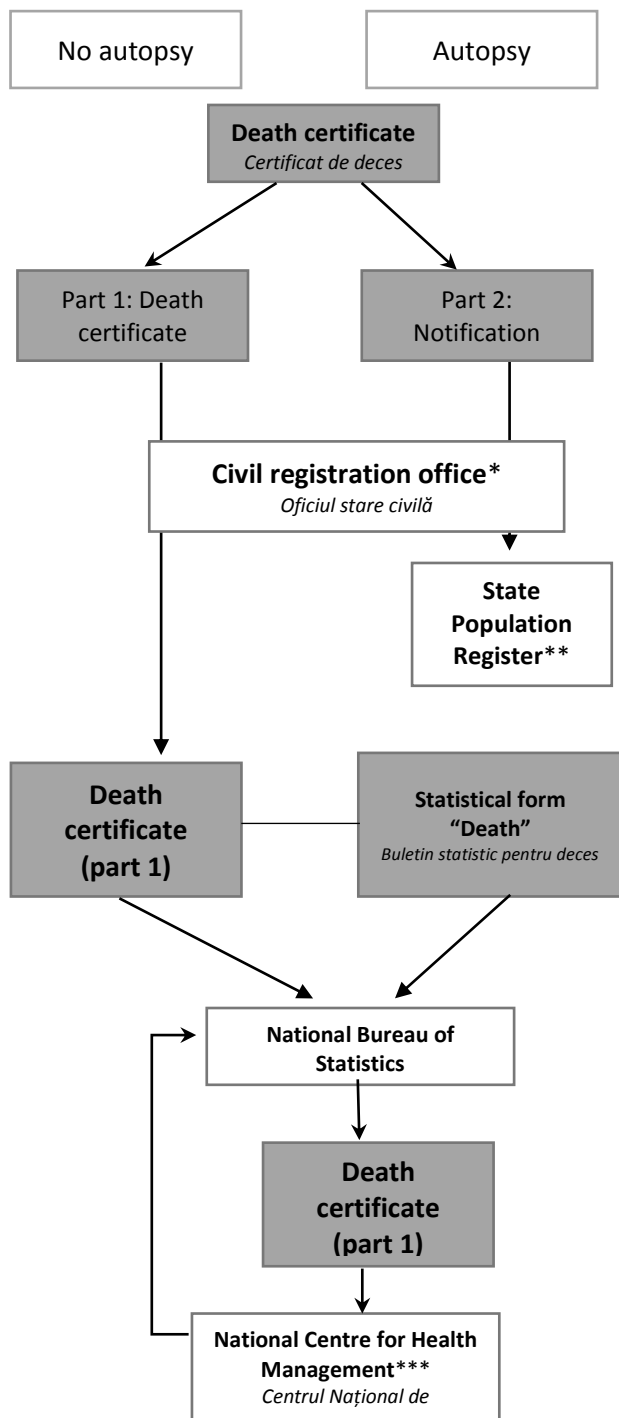 No autopsy
Autopsy
Death certificate
Certificat de deces
Part 1: Death
certificate
Part 2:
Notification
Civil registration office*
Oficiul stare civilă
State
Population
Register**
Death
certificate
(part 1)
Statistical form
“Death”
Buletin statistic pentru deces
National Bureau of
Statistics
Death
certificate
(part 1)
National Centre for Health
Management***
Centrul Național de